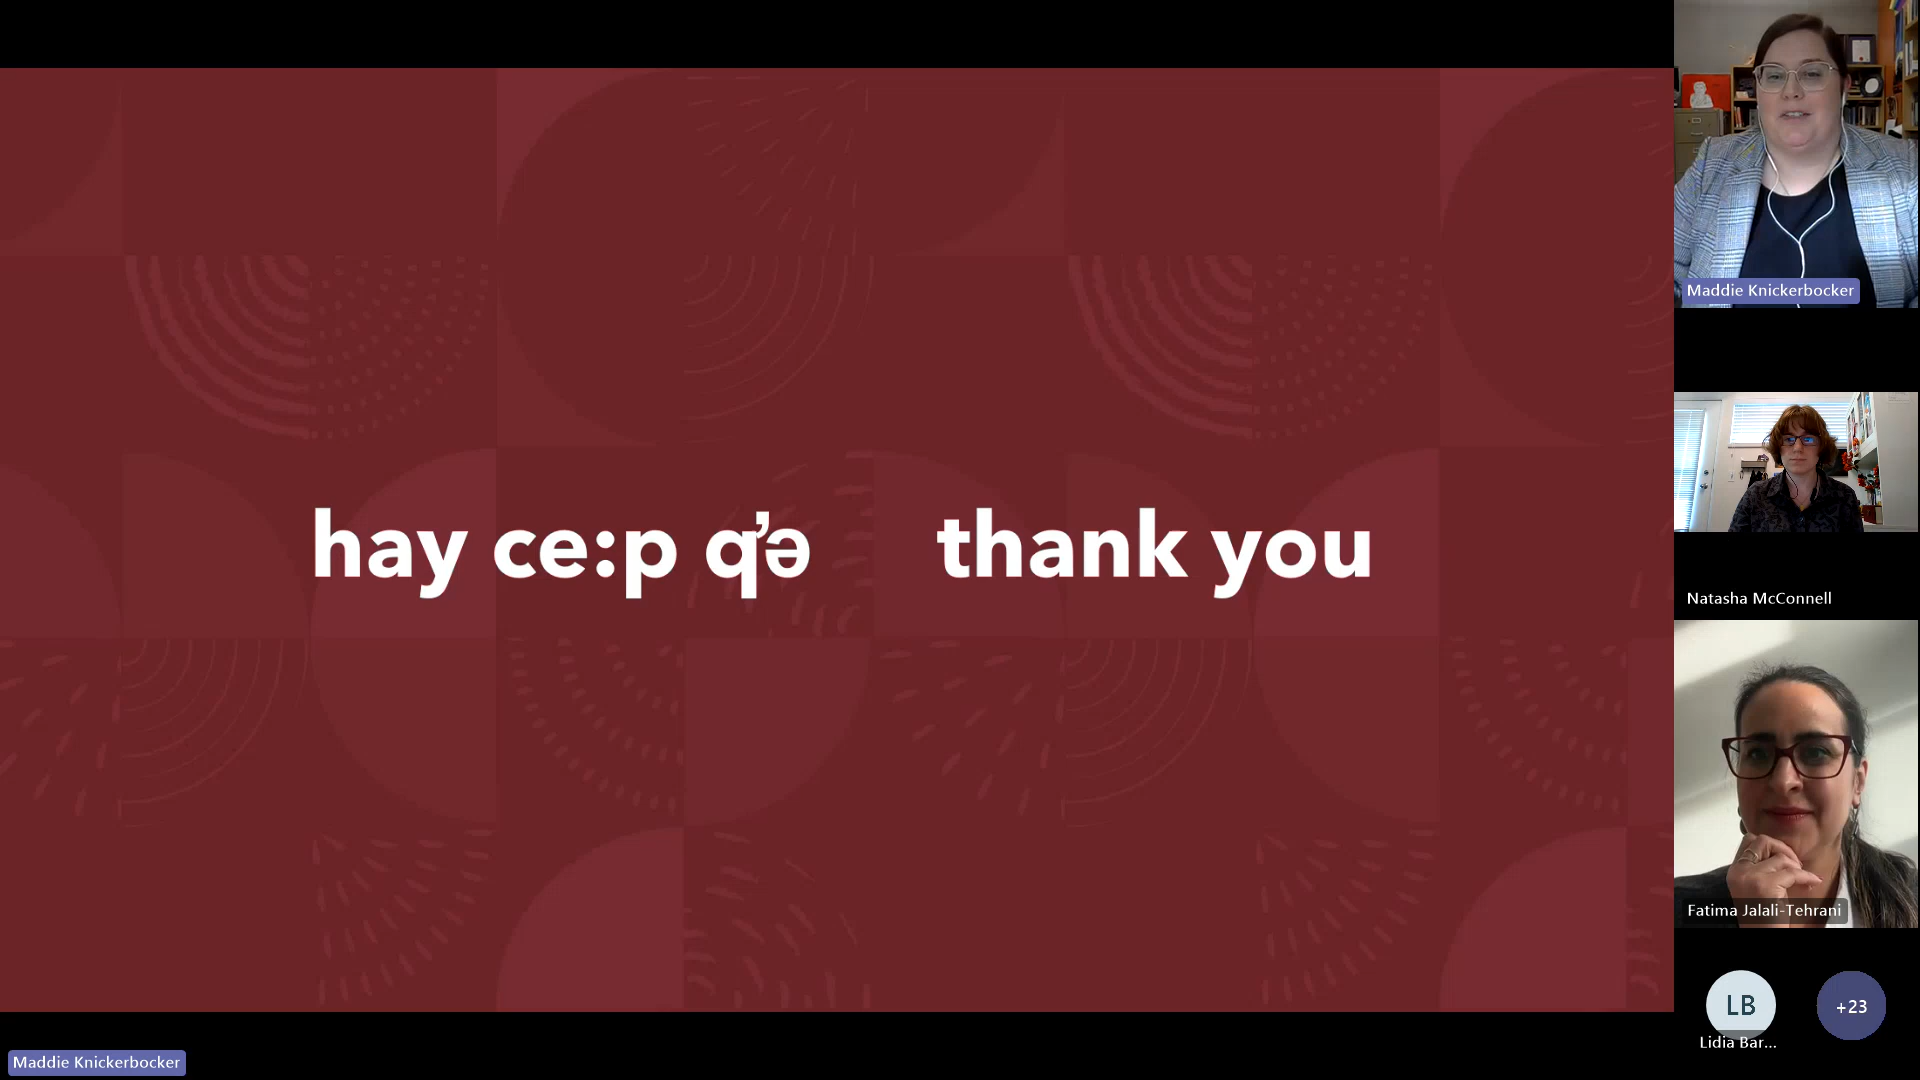 hay ce:p q̓ə thank you
Maddie Knickerbocker
Natasha McConnell
Fatima Jalali-Tehrani
LB
+23
Lidia Bar...
Maddie Knickerbocker